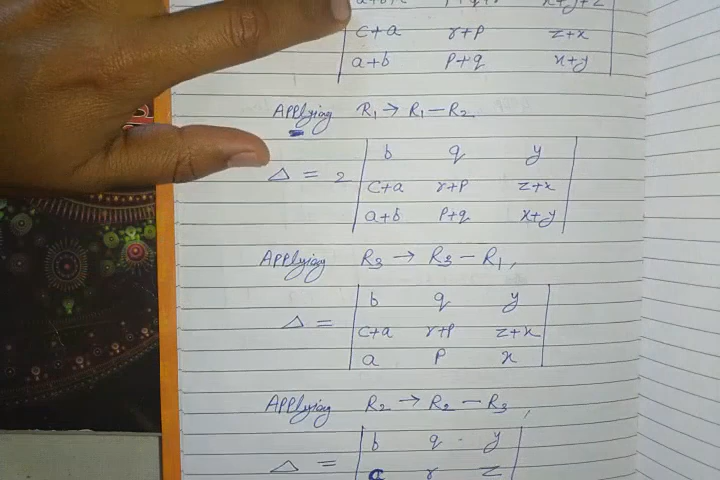 a+b+c p+q+r x+y+z
c+a r+p z+x
a+b p+q x+y
Applying R₁ → R₁ – R₂
b q y
Δ = 2 c+a r+p z+x
a+b p+q x+y
Applying R₃ → R₃ – R₁,
b q y
Δ = c+a r+p z+x
a p x
Applying R₂ → R₂ – R₃,
b q y
Δ = c r z